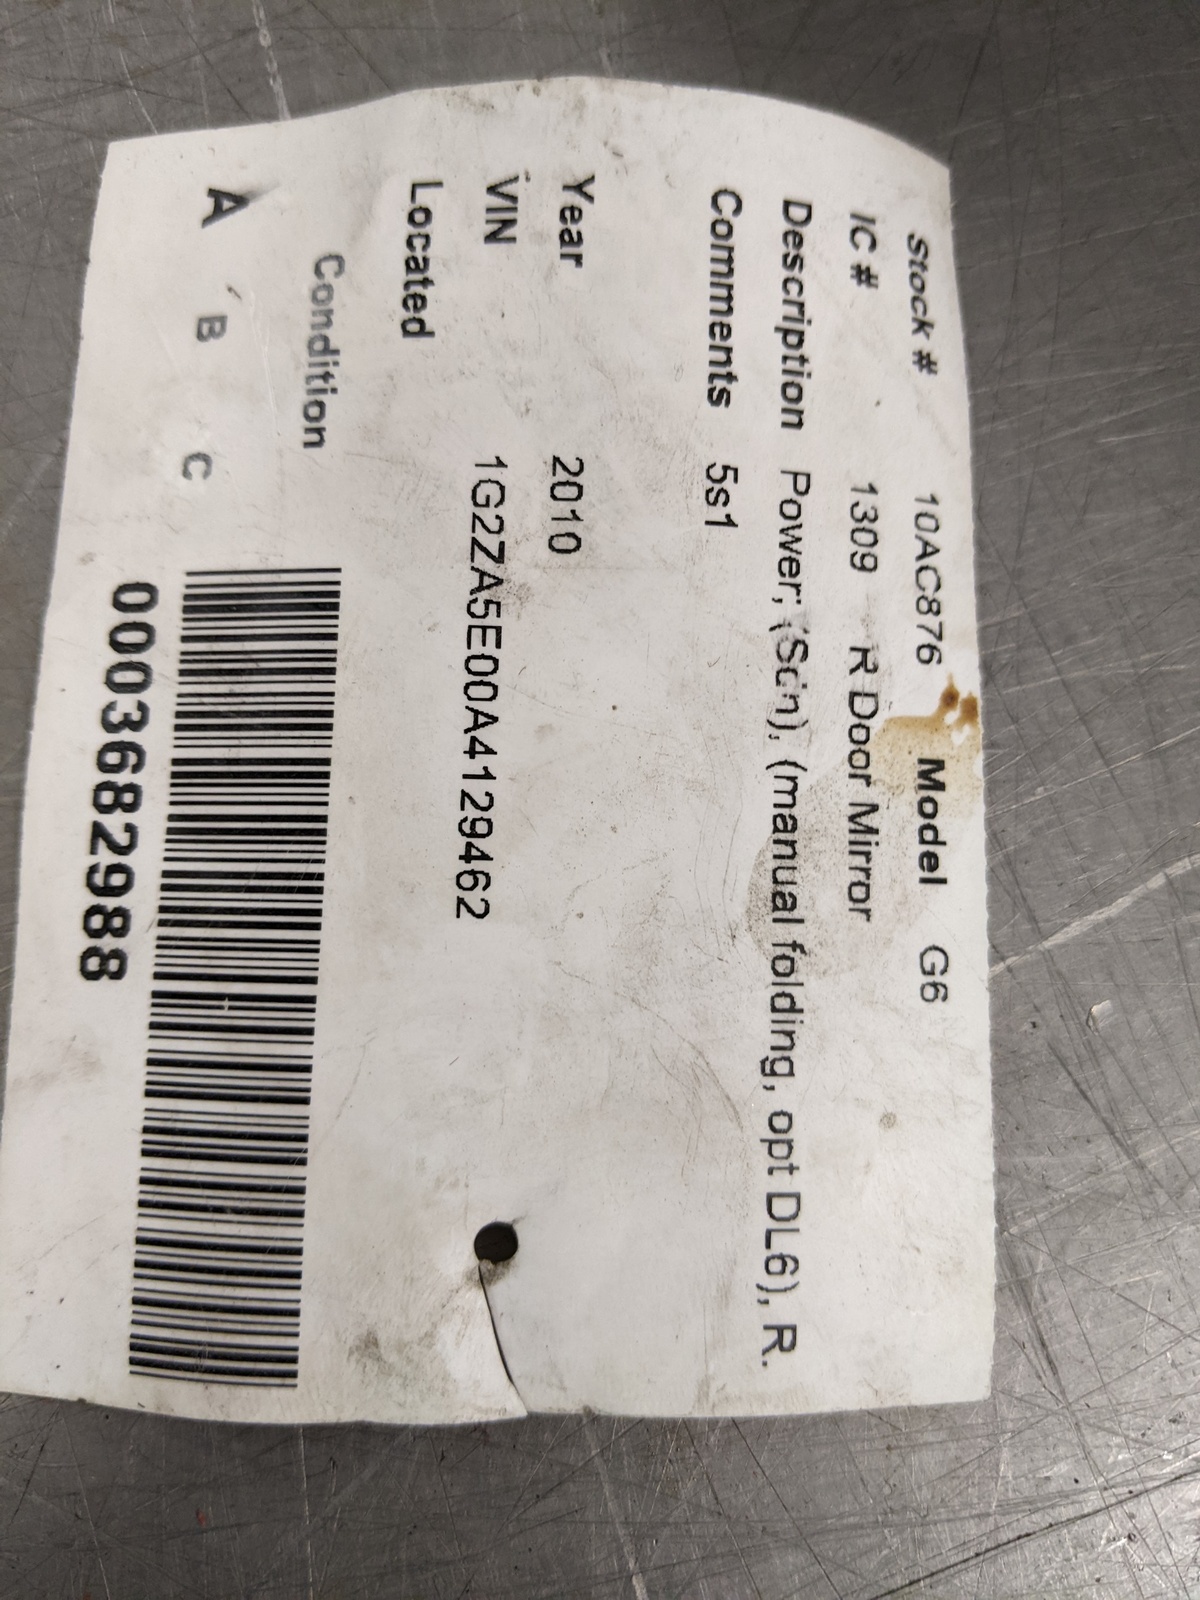 Stock # 10AC876 Model G6
IC # 1309 R Door Mirror
Description Power; (Sdn), (manual folding, opt DL6), R.
Comments 5s1
Year 2010
VIN 1G2ZA5E00A4129462
Located
Condition
A B C
0003682988